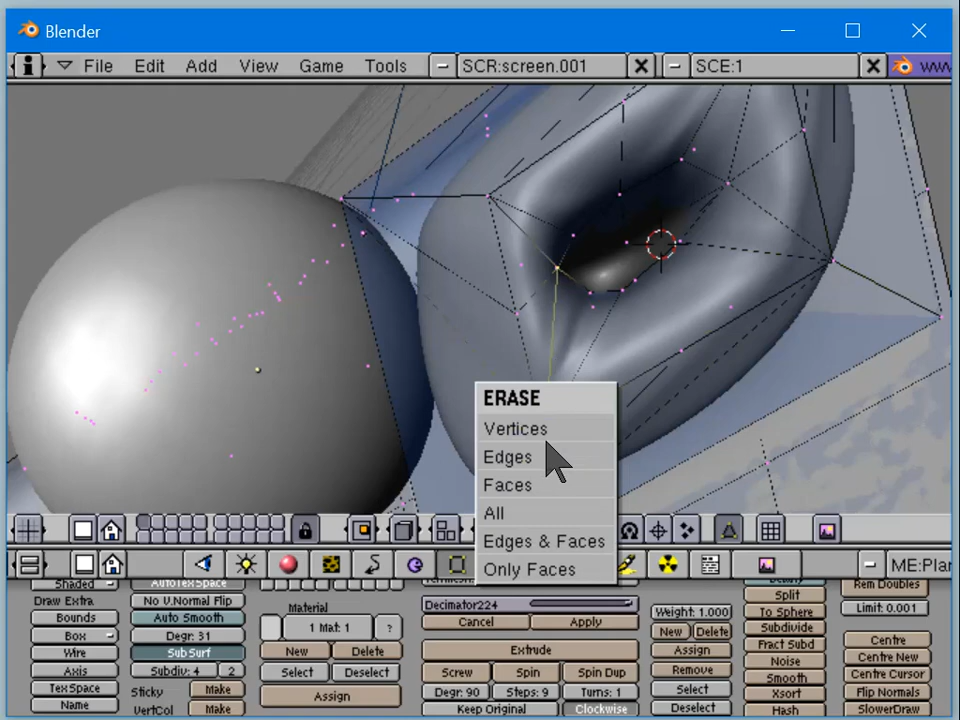 Blender
File Edit Add View Game Tools SCR:screen.001 SCE:1
ERASE
Vertices
Edges
Faces
All
Edges & Faces
Only Faces
ME:Plan
Shaded
AutoTexSpace
Rem Doubles
Draw Extra
No V.Normal Flip
Material
Decimator224
Weight: 1.000
Split
Limit: 0.001
Bounds
Auto Smooth
1 Mat: 1 ?
Cancel Apply
New Delete
To Sphere
Box
Degr: 31
Subdivide
Centre
Wire
SubSurf
New Delete
Extrude
Assign
Fract Subd
Centre New
Axis
Subdiv: 4 2
Select Deselect
Screw Spin Spin Dup
Remove
Noise
Centre Cursor
TexSpace
Sticky Make
Assign
Degr: 90 Steps: 9 Turns: 1
Select
Smooth
Xsort
Flip Normals
Name
VertCol Make
Keep Original Clockwise
Deselect
Hash
SlowerDraw